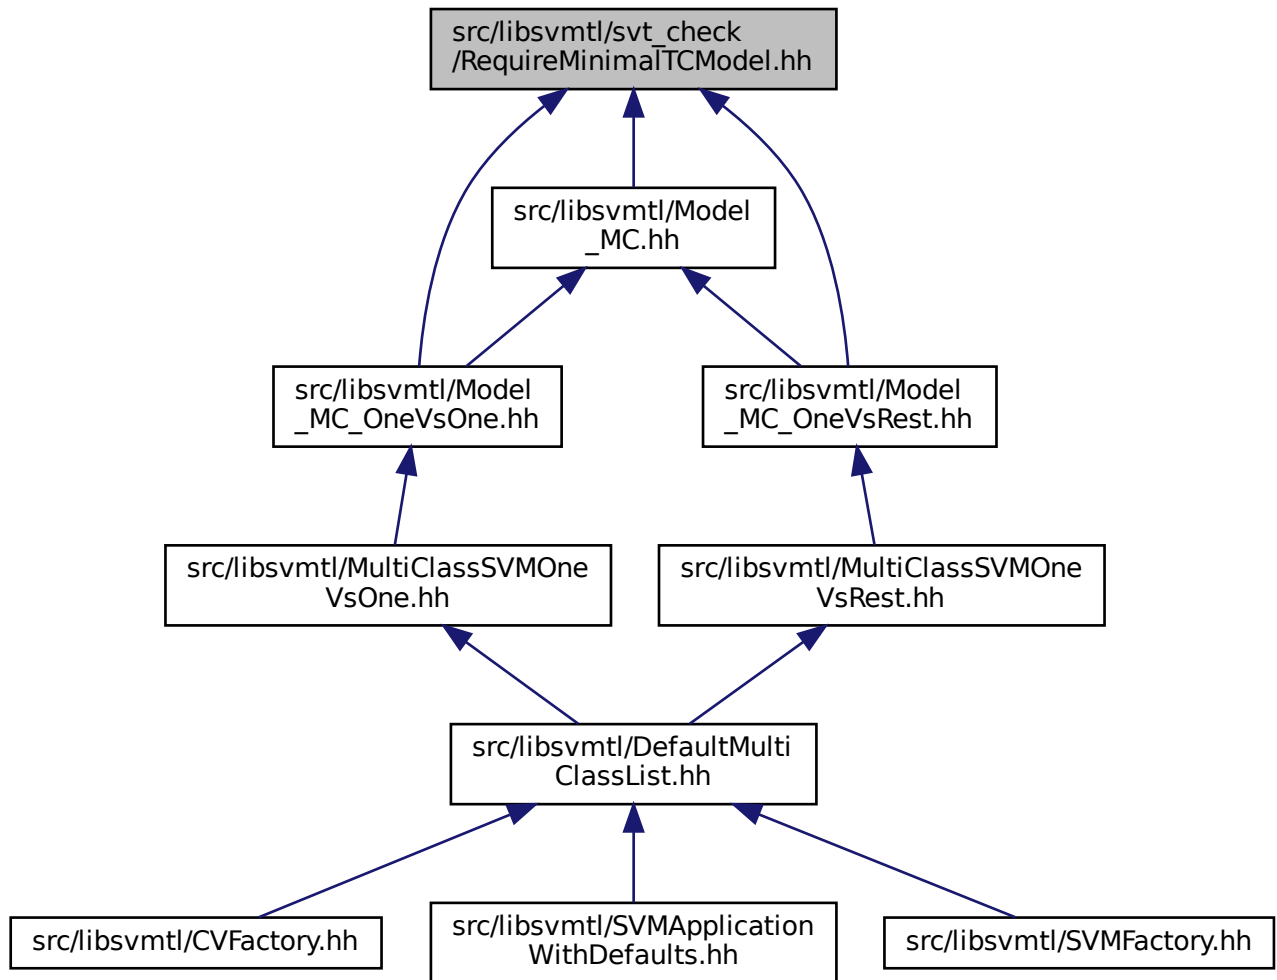 src/libsvmtl/svt_check
/RequireMinimalTCModel.hh
src/libsvmtl/Model
_MC.hh
src/libsvmtl/Model
_MC_OneVsOne.hh
src/libsvmtl/Model
_MC_OneVsRest.hh
src/libsvmtl/MultiClassSVMOne
VsOne.hh
src/libsvmtl/MultiClassSVMOne
VsRest.hh
src/libsvmtl/DefaultMulti
ClassList.hh
src/libsvmtl/CVFactory.hh
src/libsvmtl/SVMApplication
WithDefaults.hh
src/libsvmtl/SVMFactory.hh